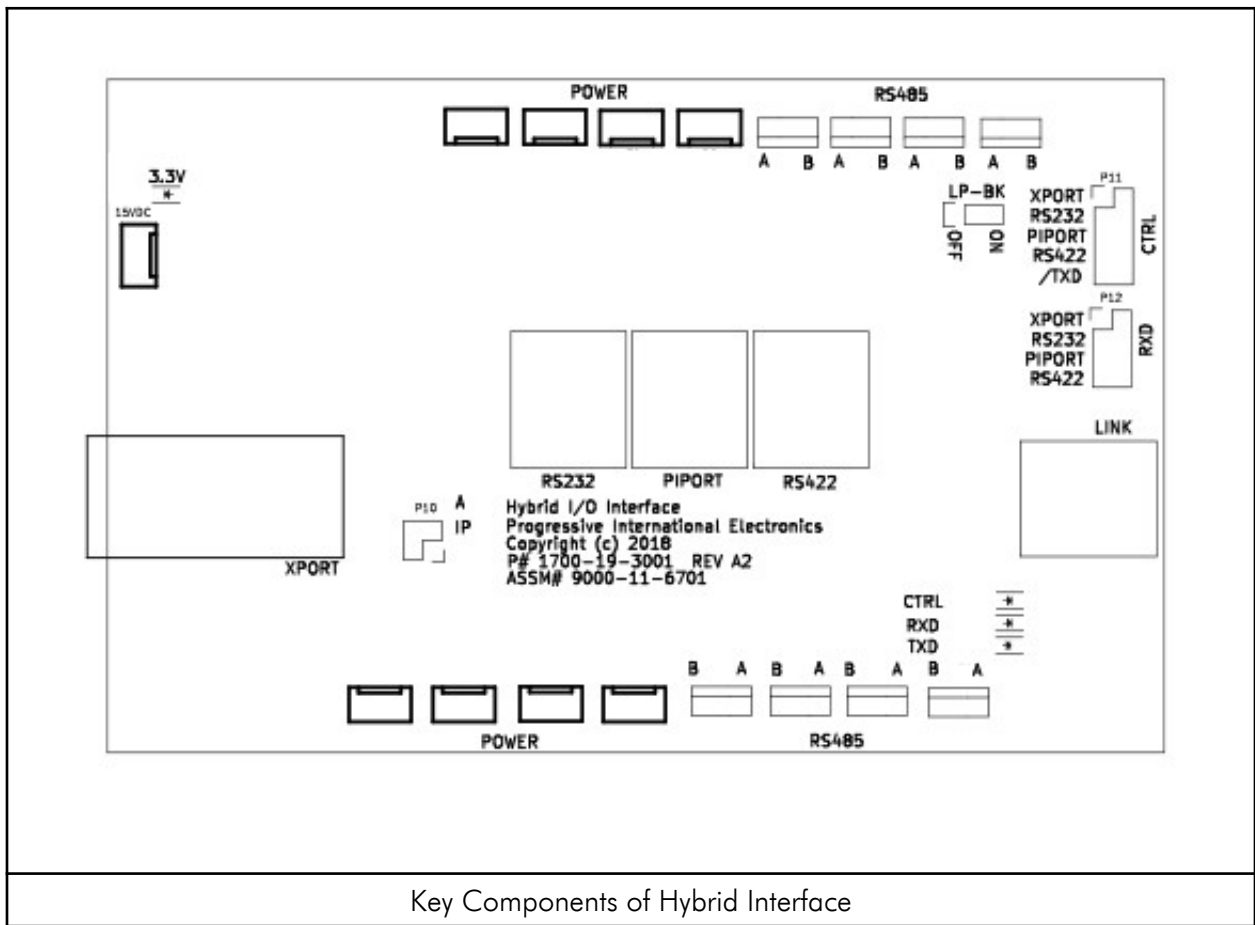 POWER
RS485
A B A B A B A B
3.3V
15VDC
LP-BK
OFF
ON
P11
XPORT
RS232
PIPORT
RS422
/TXD
CTRL
P12
XPORT
RS232
PIPORT
RS422
RXD
LINK
RS232
PIPORT
RS422
XPORT
P10
A
IP
Hybrid I/O Interface
Progressive International Electronics
Copyright (c) 2018
P# 1700-19-3001 REV A2
ASSM# 9000-11-6701
CTRL
RXD
TXD
B A B A B A B A
POWER
RS485
Key Components of Hybrid Interface